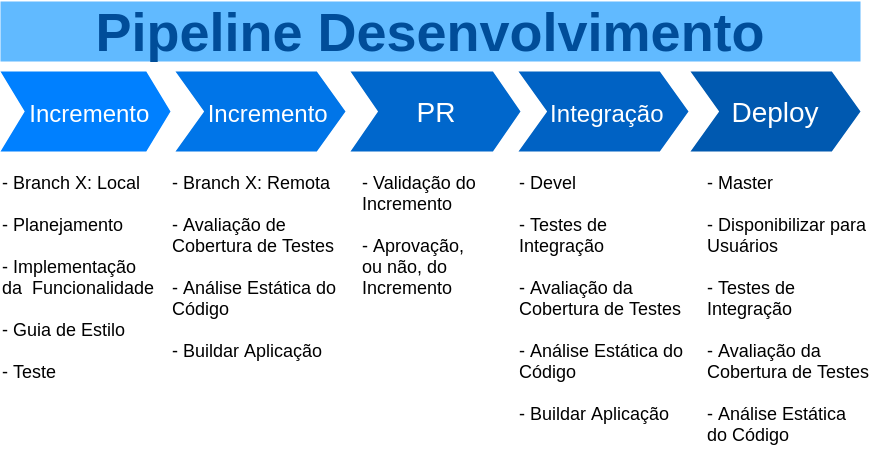 Pipeline Desenvolvimento
Incremento
Incremento
PR
Integração
Deploy
- Branch X: Local
- Planejamento
- Implementação
da  Funcionalidade
- Guia de Estilo
- Teste
- Branch X: Remota
- Avaliação de
Cobertura de Testes
- Análise Estática do
Código
- Buildar Aplicação
- Validação do
Incremento
- Aprovação,
ou não, do
Incremento
- Devel
- Testes de
Integração
- Avaliação da
Cobertura de Testes
- Análise Estática do
Código
- Buildar Aplicação
- Master
- Disponibilizar para
Usuários
- Testes de
Integração
- Avaliação da
Cobertura de Testes
- Análise Estática
do Código